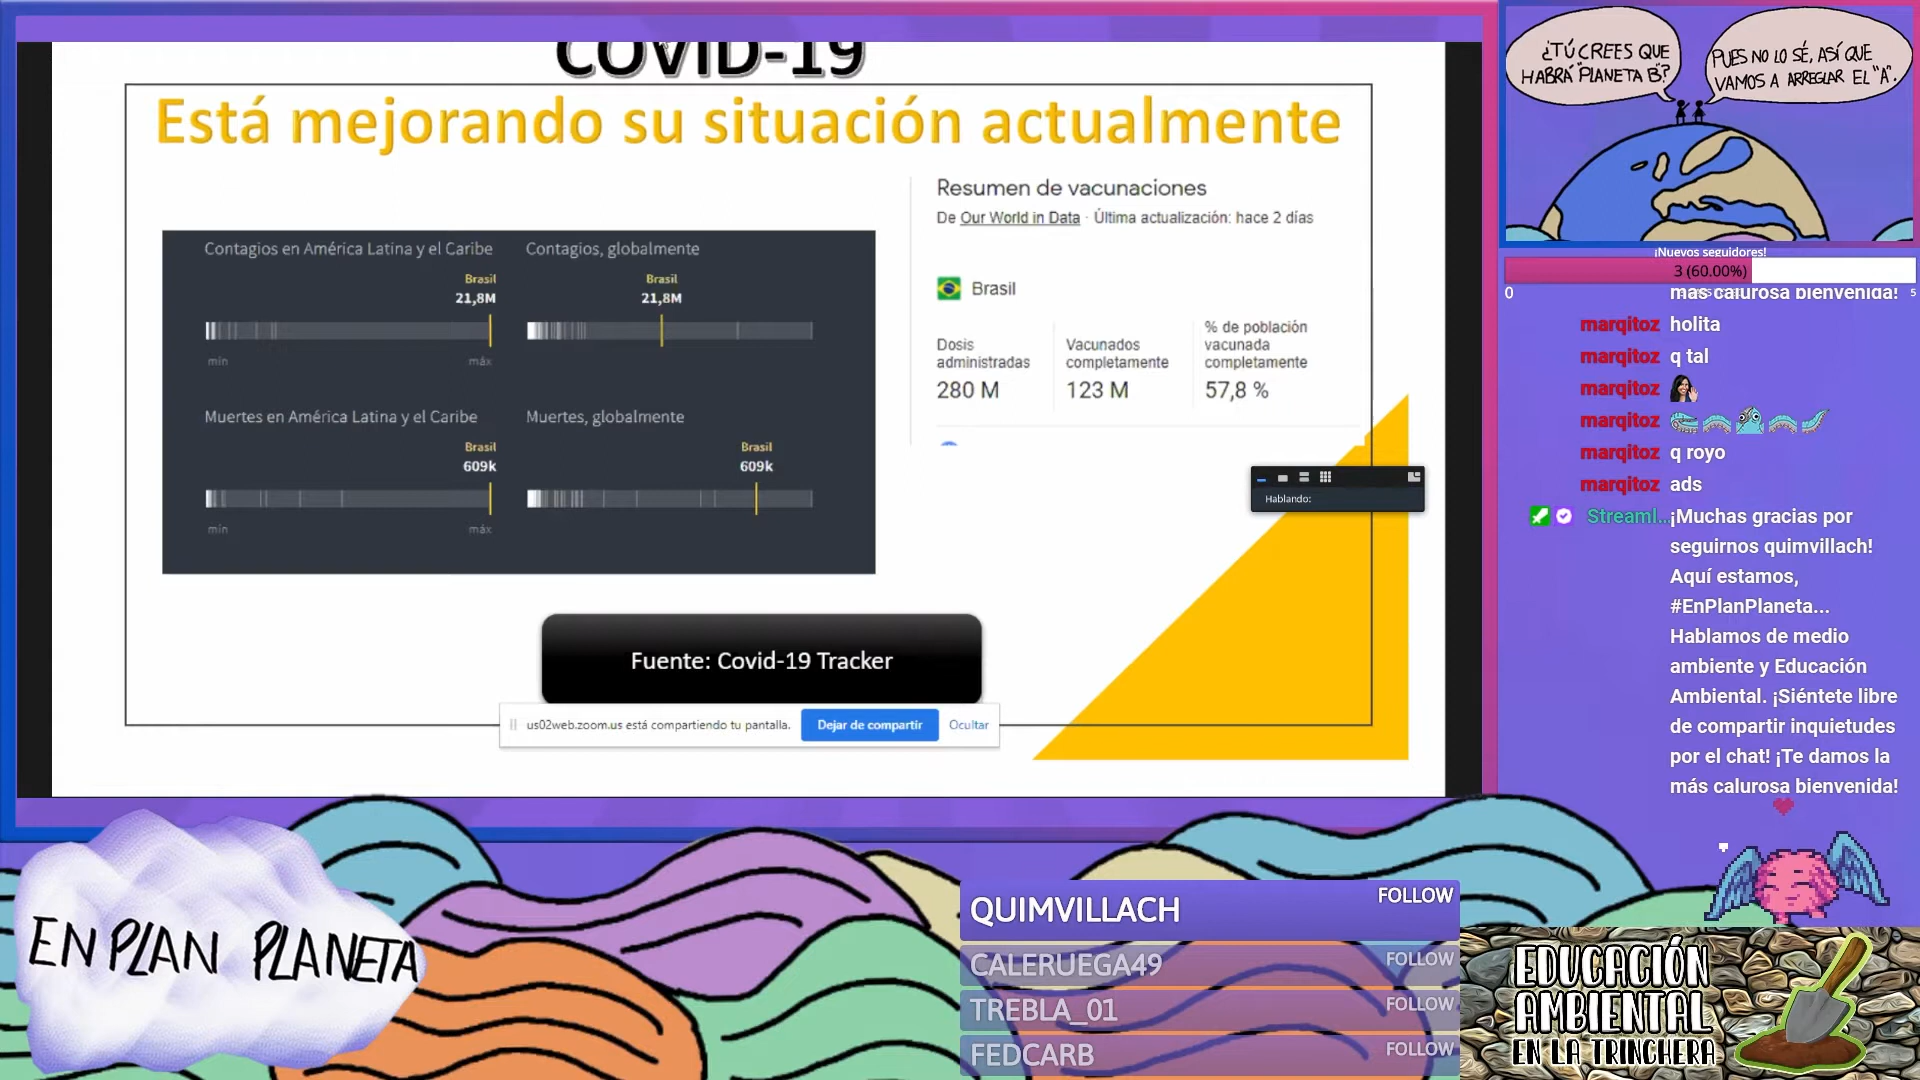 COVID-19
Está mejorando su situación actualmente
Contagios en América Latina y el Caribe
Brasil
21,8M
mín
máx
Contagios, globalmente
Brasil
21,8M
Muertes en América Latina y el Caribe
Brasil
609k
mín
máx
Muertes, globalmente
Brasil
609k
Resumen de vacunaciones
De Our World in Data · Última actualización: hace 2 días
Brasil
Dosis
administradas
280 M
Vacunados
completamente
123 M
% de población
vacunada
completamente
57,8 %
Hablando:
Fuente: Covid-19 Tracker
us02web.zoom.us está compartiendo tu pantalla.
Dejar de compartir
Ocultar
¿TÚ CREES QUE
HABRÁ "PLANETA B"?
PUES NO LO SÉ, ASÍ QUE
VAMOS A ARREGLAR EL "A".
¡Nuevos seguidores!
3 (60.00%)
0
5
más calurosa bienvenida!
marqitoz holita
marqitoz q tal
marqitoz
marqitoz
marqitoz q royo
marqitoz ads
Streaml... ¡Muchas gracias por
seguirnos quimvillach!
Aquí estamos,
#EnPlanPlaneta...
Hablamos de medio
ambiente y Educación
Ambiental. ¡Siéntete libre
de compartir inquietudes
por el chat! ¡Te damos la
más calurosa bienvenida!
EN PLAN PLANETA
QUIMVILLACH FOLLOW
CALERUEGA49 FOLLOW
TREBLA_01 FOLLOW
FEDCARB FOLLOW
EDUCACIÓN
AMBIENTAL
EN LA TRINCHERA